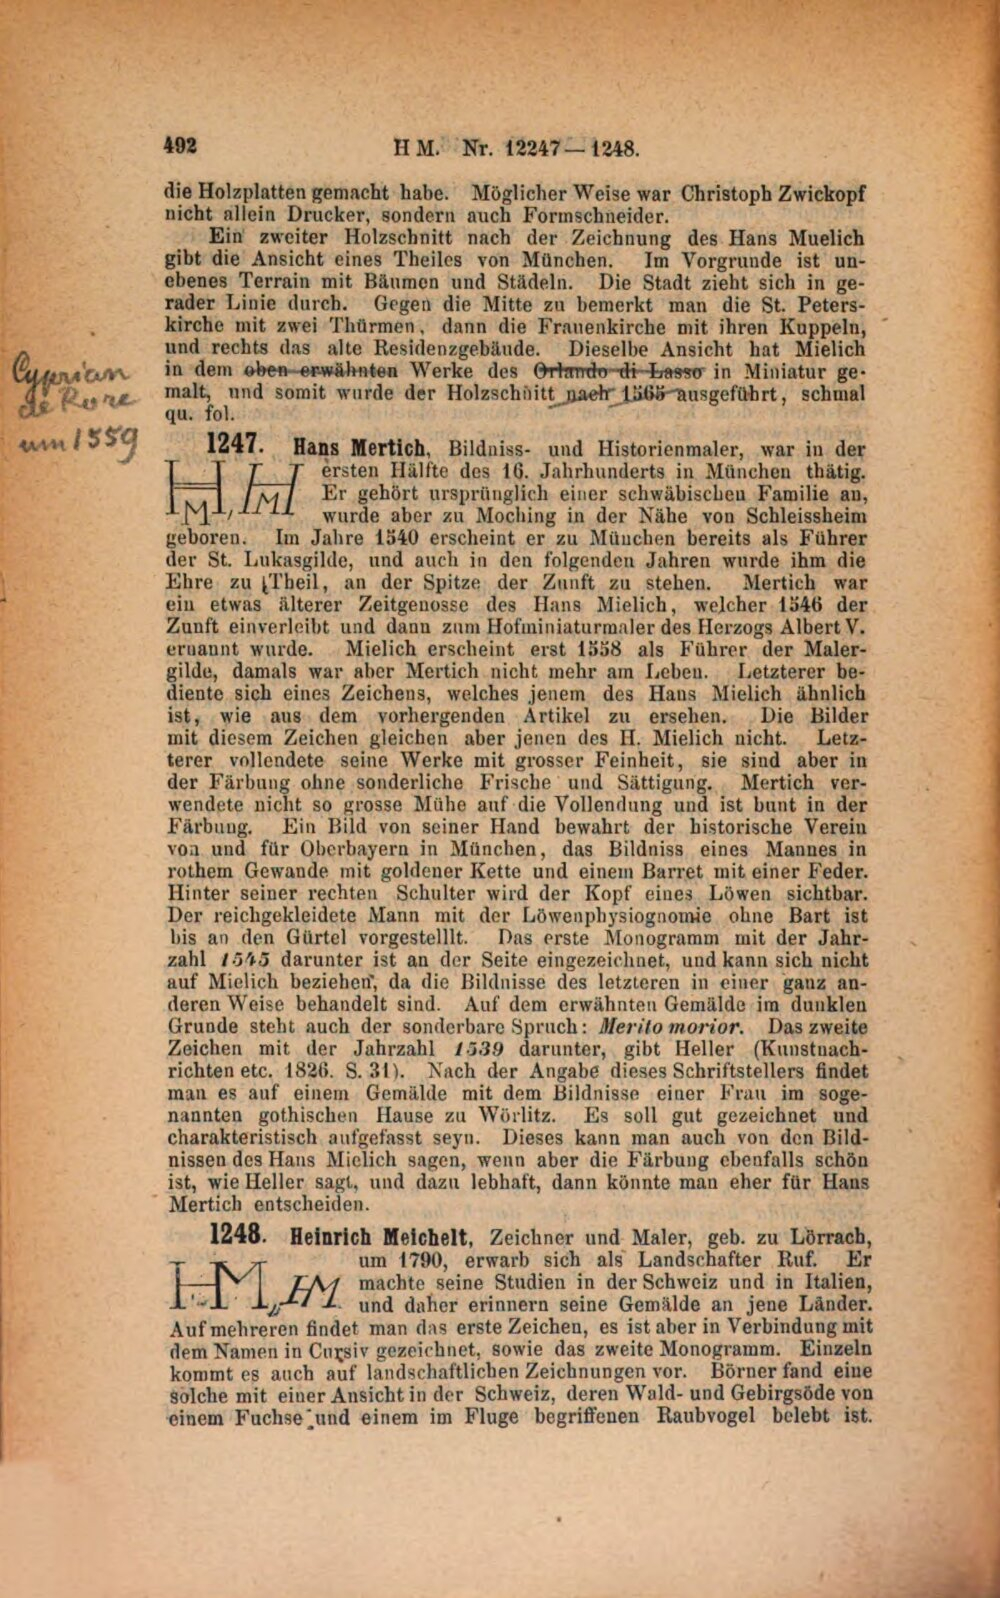 492 H M. Nr. 12247—1248.
die Holzplatten gemacht habe. Möglicher Weise war Christoph Zwickopf
nicht allein Drucker, sondern auch Formschneider.
Ein zweiter Holzschnitt nach der Zeichnung des Hans Muelich
gibt die Ansicht eines Theiles von München. Im Vorgrunde ist un-
ebenes Terrain mit Bäumen und Städeln. Die Stadt zieht sich in ge-
rader Linie durch. Gegen die Mitte zu bemerkt man die St. Peters-
kirche mit zwei Thürmen, dann die Frauenkirche mit ihren Kuppeln,
und rechts das alte Residenzgebäude. Dieselbe Ansicht hat Mielich
Cyprian
de Rore
um 1559
in dem oben erwähnten Werke des Orlando di Lasso in Miniatur ge-
malt, und somit wurde der Holzschnitt nach 1565 ausgeführt, schmal
qu. fol.
1247. Hans Mertich, Bildniss- und Historienmaler, war in der
HM, HM
ersten Hälfte des 16. Jahrhunderts in München thätig.
Er gehört ursprünglich einer schwäbischen Familie an,
wurde aber zu Moching in der Nähe von Schleissheim
geboren. Im Jahre 1540 erscheint er zu München bereits als Führer
der St. Lukasgilde, und auch in den folgenden Jahren wurde ihm die
Ehre zu Theil, an der Spitze der Zunft zu stehen. Mertich war
ein etwas älterer Zeitgenosse des Hans Mielich, welcher 1546 der
Zunft einverleibt und dann zum Hofminiaturmaler des Herzogs Albert V.
ernannt wurde. Mielich erscheint erst 1558 als Führer der Maler-
gilde, damals war aber Mertich nicht mehr am Leben. Letzterer be-
diente sich eines Zeichens, welches jenem des Hans Mielich ähnlich
ist, wie aus dem vorhergenden Artikel zu ersehen. Die Bilder
mit diesem Zeichen gleichen aber jenen des H. Mielich nicht. Letz-
terer vollendete seine Werke mit grosser Feinheit, sie sind aber in
der Färbung ohne sonderliche Frische und Sättigung. Mertich ver-
wendete nicht so grosse Mühe auf die Vollendung und ist bunt in der
Färbung. Ein Bild von seiner Hand bewahrt der historische Verein
von und für Oberbayern in München, das Bildniss eines Mannes in
rothem Gewande mit goldener Kette und einem Barret mit einer Feder.
Hinter seiner rechten Schulter wird der Kopf eines Löwen sichtbar.
Der reichgekleidete Mann mit der Löwenphysiognomie ohne Bart ist
bis an den Gürtel vorgestelllt. Das erste Monogramm mit der Jahr-
zahl 1545 darunter ist an der Seite eingezeichnet, und kann sich nicht
auf Mielich beziehen, da die Bildnisse des letzteren in einer ganz an-
deren Weise behandelt sind. Auf dem erwähnten Gemälde im dunklen
Grunde steht auch der sonderbare Spruch: Merito morior. Das zweite
Zeichen mit der Jahrzahl 1539 darunter, gibt Heller (Kunstnach-
richten etc. 1826. S. 31). Nach der Angabe dieses Schriftstellers findet
man es auf einem Gemälde mit dem Bildnisse einer Frau im soge-
nannten gothischen Hause zu Wörlitz. Es soll gut gezeichnet und
charakteristisch aufgefasst seyn. Dieses kann man auch von den Bild-
nissen des Hans Mielich sagen, wenn aber die Färbung ebenfalls schön
ist, wie Heller sagt, und dazu lebhaft, dann könnte man eher für Hans
Mertich entscheiden.
1248. Heinrich Meichelt, Zeichner und Maler, geb. zu Lörrach,
HM, HM.
um 1790, erwarb sich als Landschafter Ruf. Er
machte seine Studien in der Schweiz und in Italien,
und daher erinnern seine Gemälde an jene Länder.
Auf mehreren findet man das erste Zeichen, es ist aber in Verbindung mit
dem Namen in Cursiv gezeichnet, sowie das zweite Monogramm. Einzeln
kommt es auch auf landschaftlichen Zeichnungen vor. Börner fand eine
solche mit einer Ansicht in der Schweiz, deren Wald- und Gebirgsöde von
einem Fuchse und einem im Fluge begriffenen Raubvogel belebt ist.